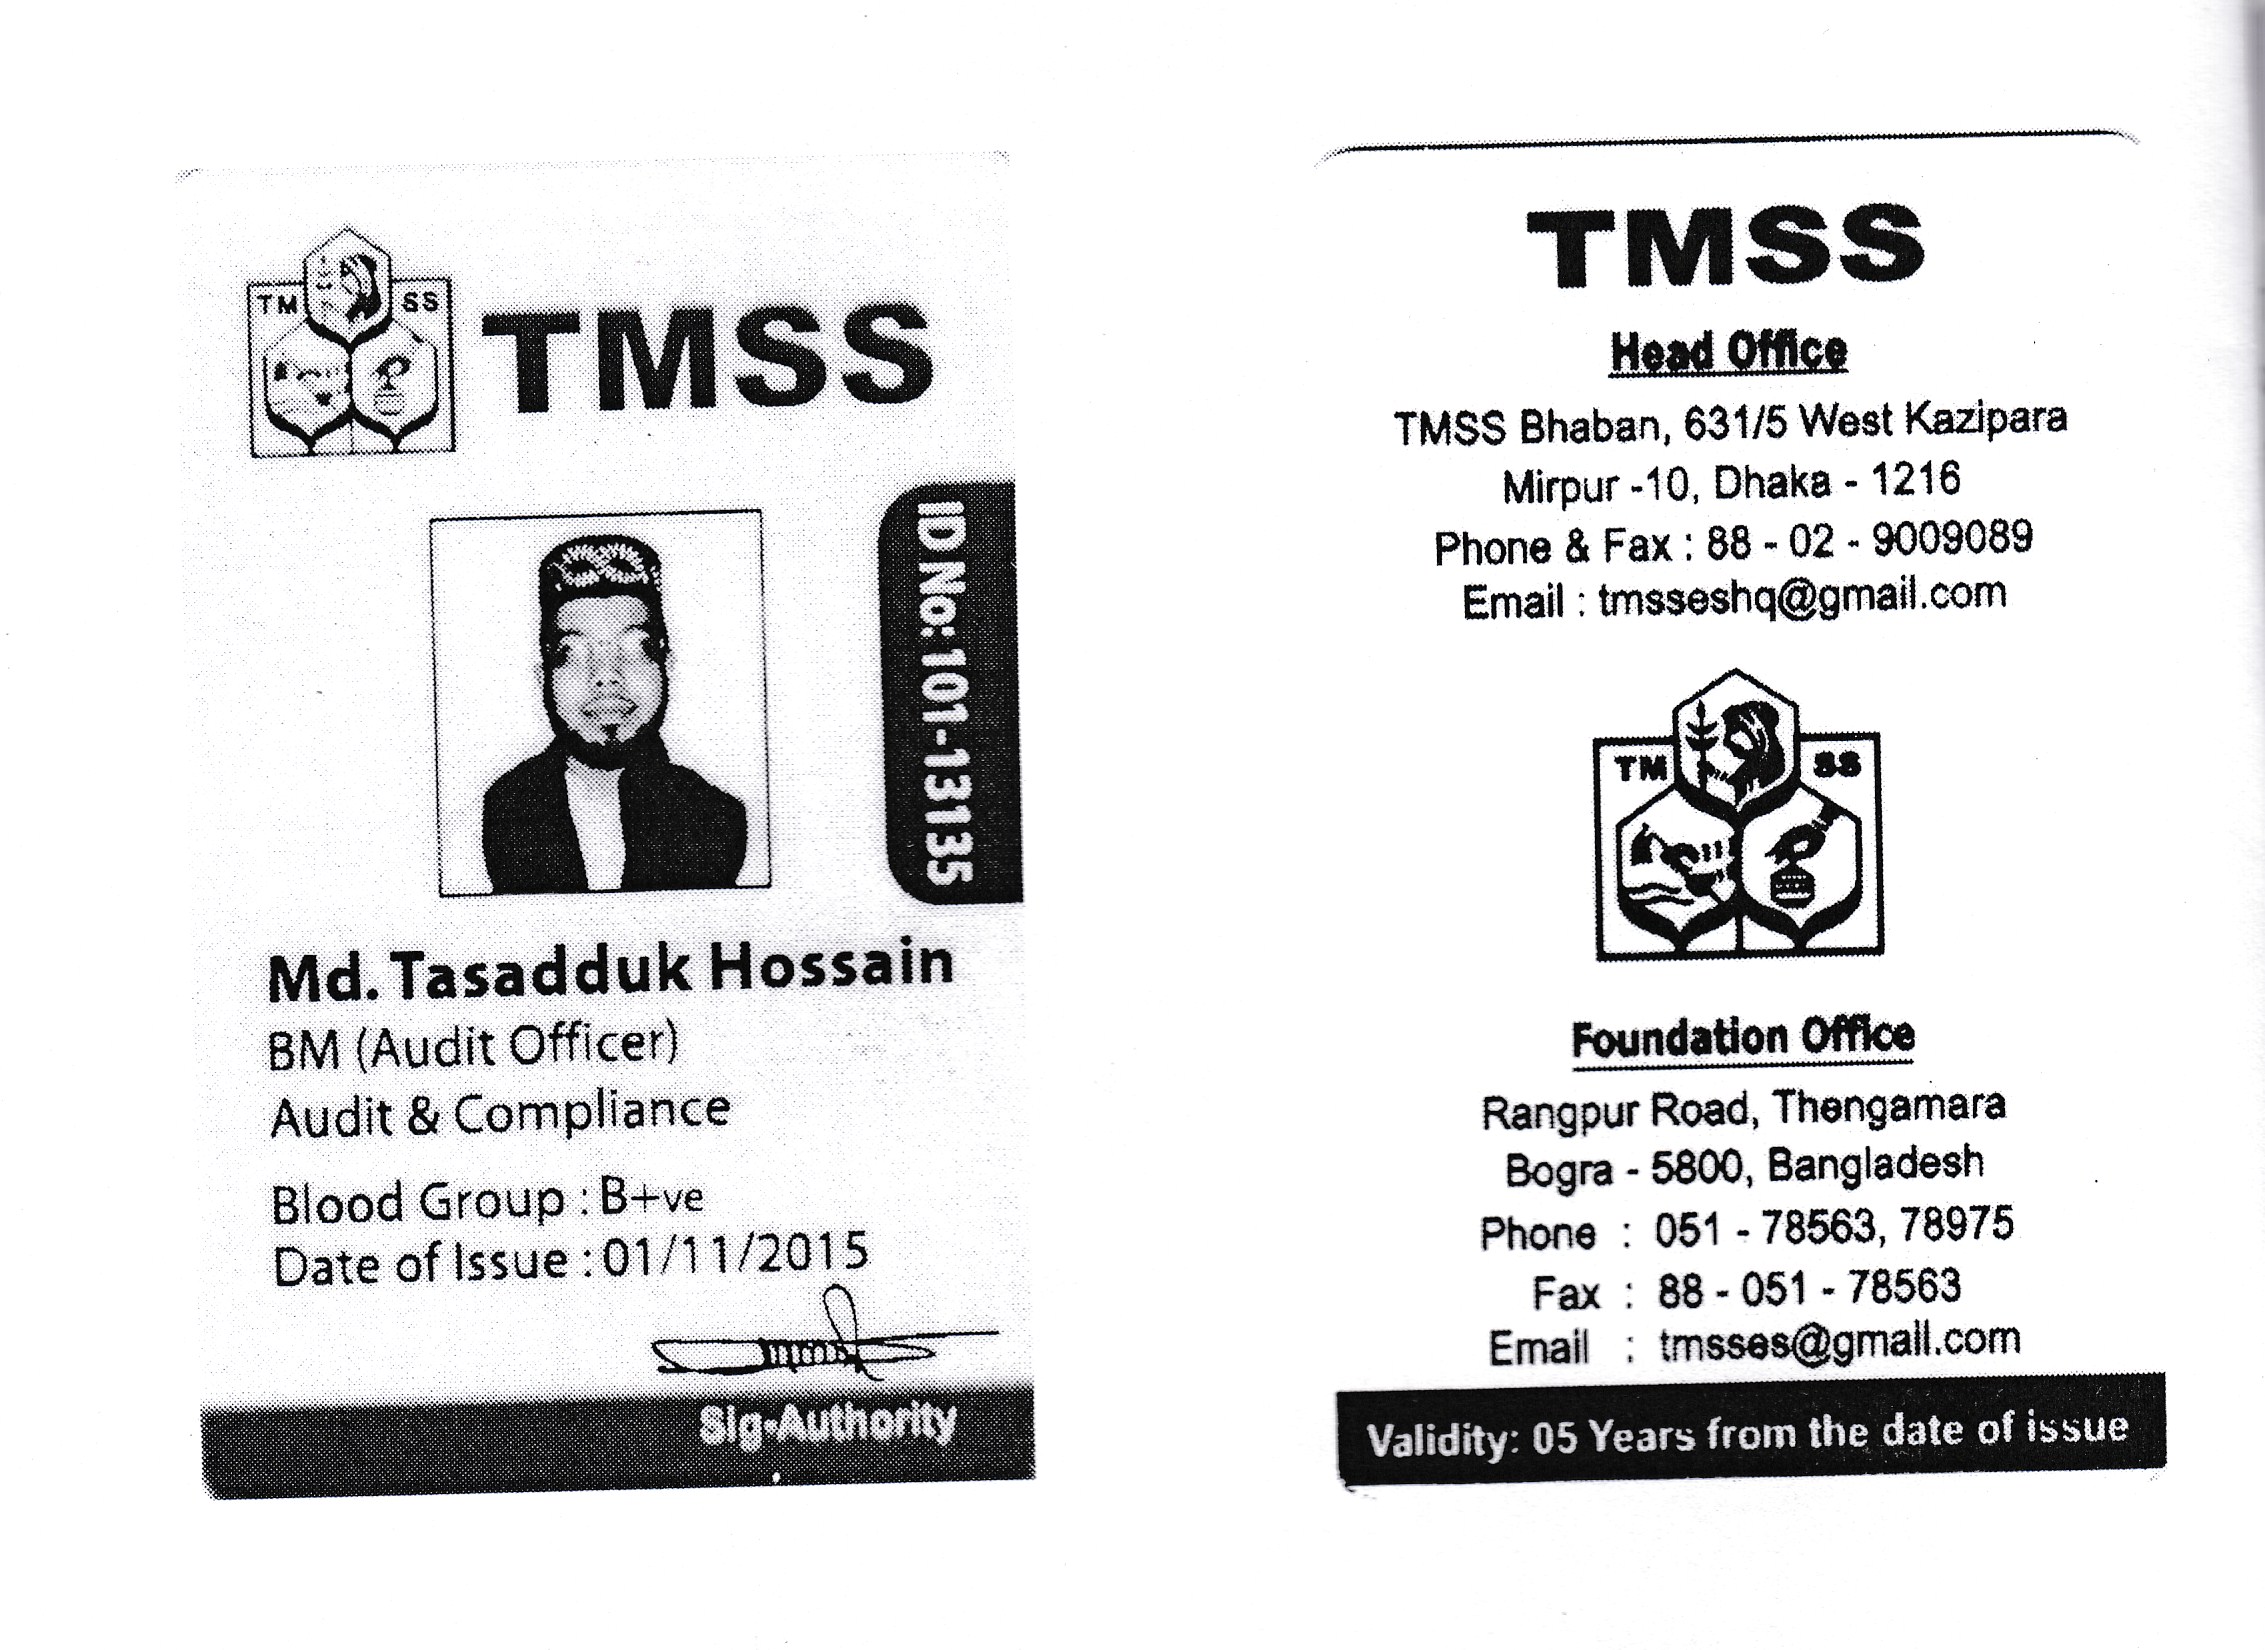 TM SS
TMSS
ID No: 101-13135
Md. Tasadduk Hossain
BM (Audit Officer)
Audit & Compliance
Blood Group : B+ve
Date of Issue : 01/11/2015
Sig-Authority
TMSS
Head Office
TMSS Bhaban, 631/5 West Kazipara
Mirpur -10, Dhaka - 1216
Phone & Fax : 88 - 02 - 9009089
Email : tmsseshq@gmail.com
TM SS
Foundation Office
Rangpur Road, Thengamara
Bogra - 5800, Bangladesh
Phone : 051 - 78563, 78975
Fax : 88 - 051 - 78563
Email : tmsses@gmail.com
Validity: 05 Years from the date of issue